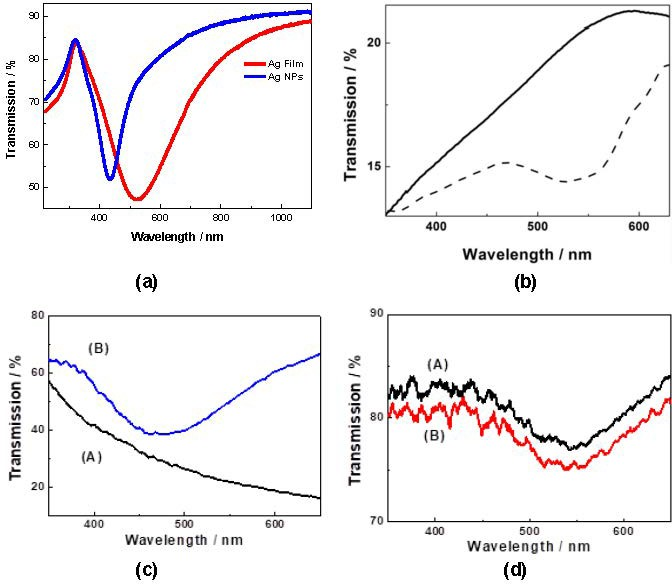 90
80
70
60
50
Transmission / %
Ag Film
Ag NPs
400 600 800 1000
Wavelength / nm
(a)
21
18
15
Transmission / %
400 500 600
Wavelength / nm
(b)
80
60
40
20
Transmission / %
(B)
(A)
400 500 600
Wavelength / nm
(c)
90
80
70
Transmission / %
(A)
(B)
400 500 600
Wavelength / nm
(d)